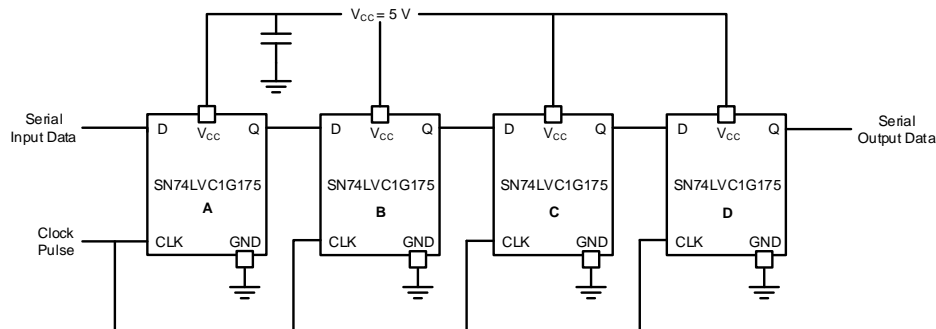 VCC = 5 V
Serial
Input Data
D
VCC
Q
SN74LVC1G175
A
CLK
GND
D
VCC
Q
SN74LVC1G175
B
CLK
GND
D
VCC
Q
SN74LVC1G175
C
CLK
GND
D
VCC
Q
SN74LVC1G175
D
CLK
GND
Serial
Output Data
Clock
Pulse